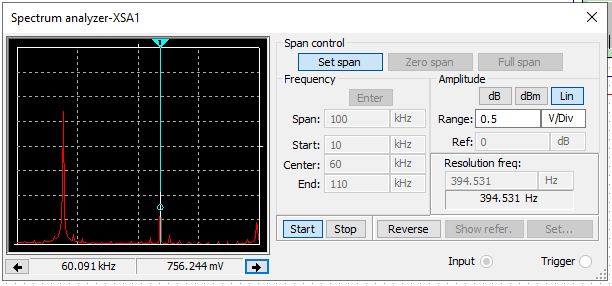 Spectrum analyzer-XSA1
1
Span control
Set span Zero span Full span
Frequency
Enter
Span: 100 kHz
Start: 10 kHz
Center: 60 kHz
End: 110 kHz
Amplitude
dB dBm Lin
Range: 0.5 V/Div
Ref: 0 dB
Resolution freq:
394.531 Hz
394.531 Hz
Start Stop Reverse Show refer. Set...
60.091 kHz 756.244 mV
Input Trigger